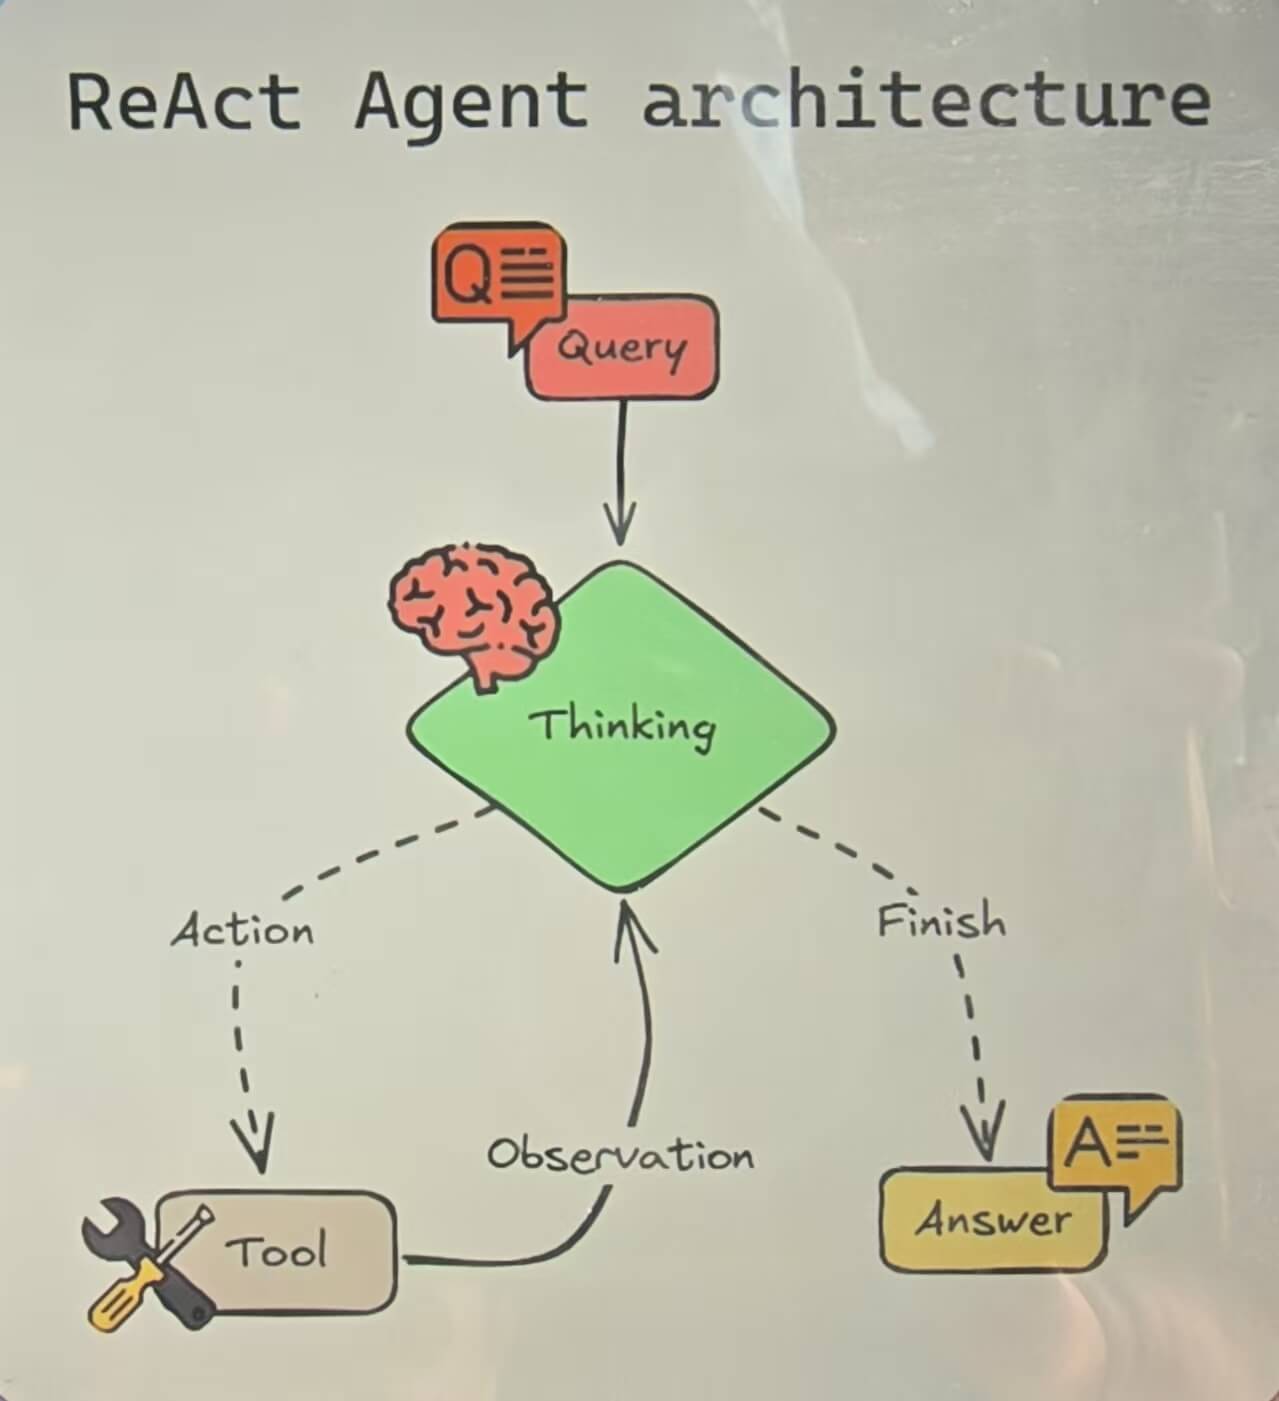 ReAct Agent architecture
Q
Query
Thinking
Action
Finish
Observation
A
Answer
Tool